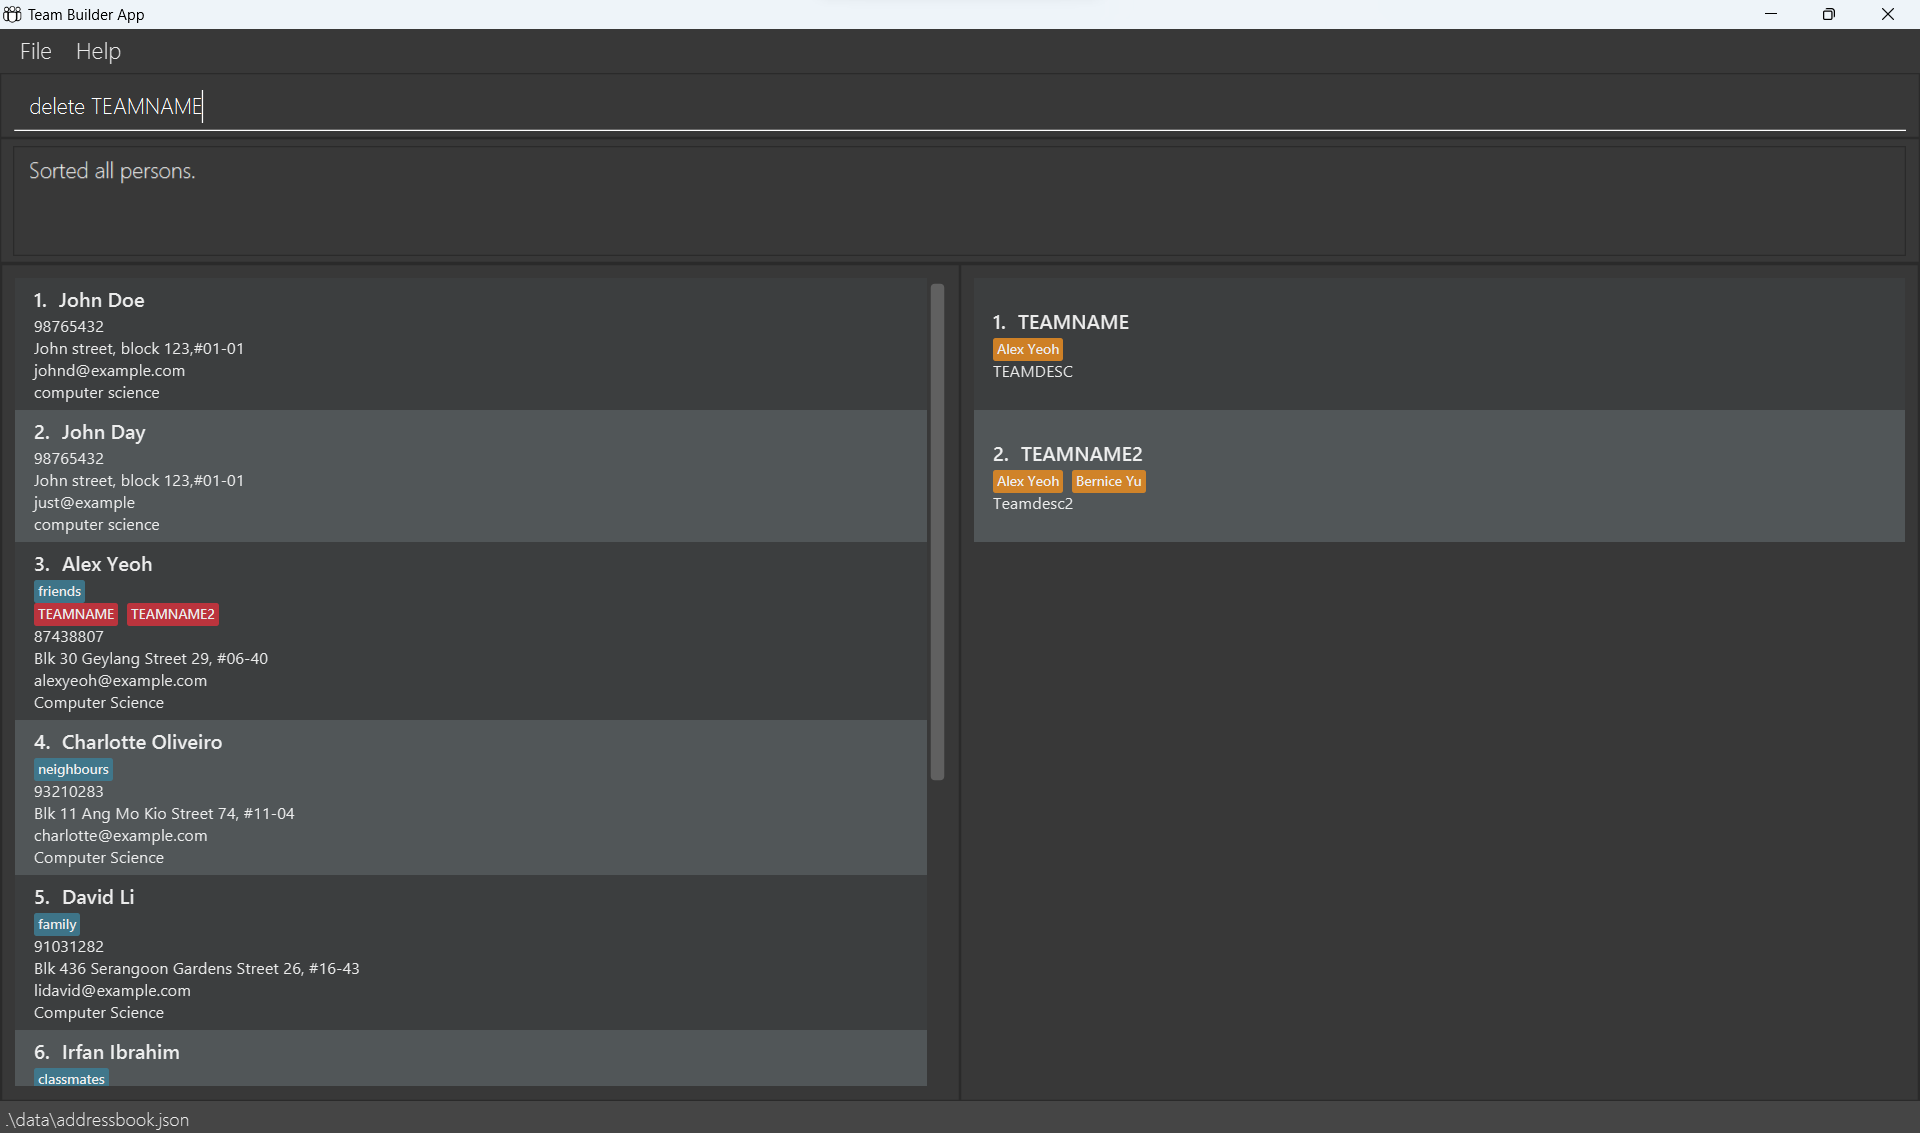 Team Builder App
File Help
delete TEAMNAME
Sorted all persons.
1. John Doe
98765432
John street, block 123,#01-01
johnd@example.com
computer science
2. John Day
98765432
John street, block 123,#01-01
just@example
computer science
3. Alex Yeoh
friends
TEAMNAME TEAMNAME2
87438807
Blk 30 Geylang Street 29, #06-40
alexyeoh@example.com
Computer Science
4. Charlotte Oliveiro
neighbours
93210283
Blk 11 Ang Mo Kio Street 74, #11-04
charlotte@example.com
Computer Science
5. David Li
family
91031282
Blk 436 Serangoon Gardens Street 26, #16-43
lidavid@example.com
Computer Science
6. Irfan Ibrahim
classmates
1. TEAMNAME
Alex Yeoh
TEAMDESC
2. TEAMNAME2
Alex Yeoh Bernice Yu
Teamdesc2
.\data\addressbook.json